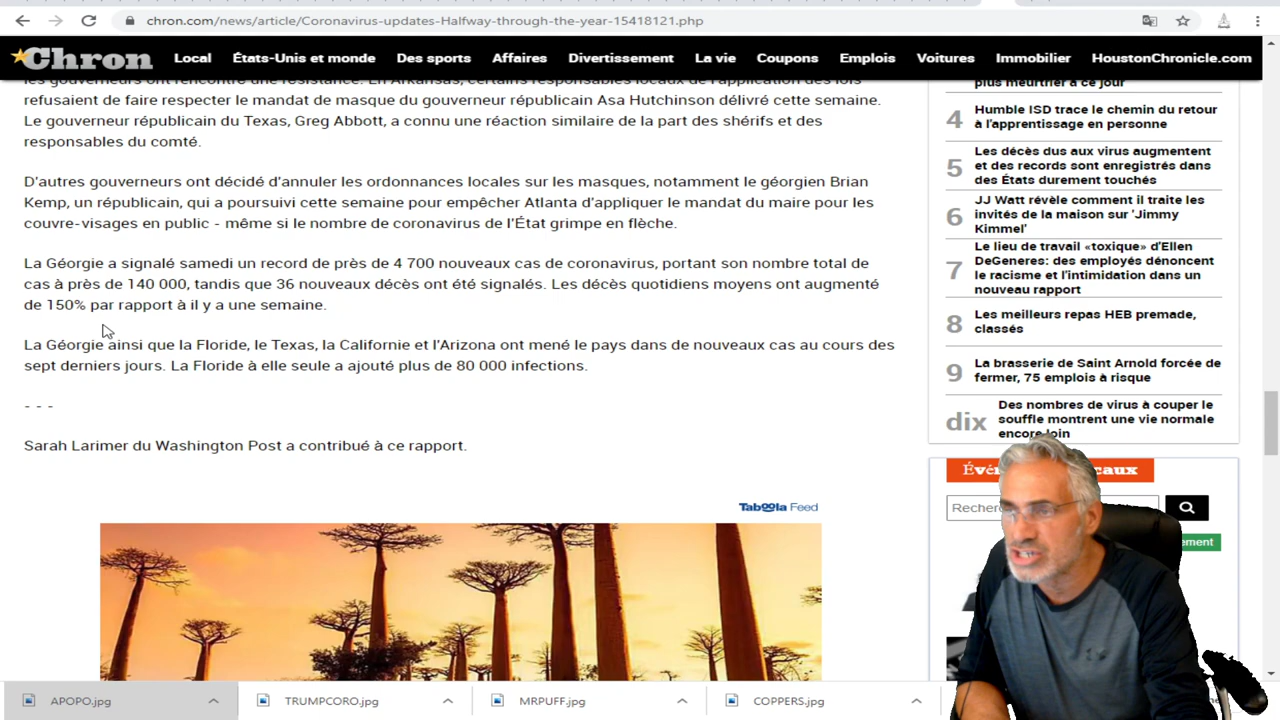 chron.com/news/article/Coronavirus-updates-Halfway-through-the-year-15418121.php
Chron
Local
États-Unis et monde
Des sports
Affaires
Divertissement
La vie
Coupons
Emplois
Voitures
Immobilier
HoustonChronicle.com
les gouverneurs ont rencontré une résistance. En Arkansas, certains responsables locaux de l'application des lois
refusaient de faire respecter le mandat de masque du gouverneur républicain Asa Hutchinson délivré cette semaine.
Le gouverneur républicain du Texas, Greg Abbott, a connu une réaction similaire de la part des shérifs et des
responsables du comté.
D'autres gouverneurs ont décidé d'annuler les ordonnances locales sur les masques, notamment le géorgien Brian
Kemp, un républicain, qui a poursuivi cette semaine pour empêcher Atlanta d'appliquer le mandat du maire pour les
couvre-visages en public - même si le nombre de coronavirus de l'État grimpe en flèche.
La Géorgie a signalé samedi un record de près de 4 700 nouveaux cas de coronavirus, portant son nombre total de
cas à près de 140 000, tandis que 36 nouveaux décès ont été signalés. Les décès quotidiens moyens ont augmenté
de 150% par rapport à il y a une semaine.
La Géorgie ainsi que la Floride, le Texas, la Californie et l'Arizona ont mené le pays dans de nouveaux cas au cours des
sept derniers jours. La Floride à elle seule a ajouté plus de 80 000 infections.
- - -
Sarah Larimer du Washington Post a contribué à ce rapport.
Taboola Feed
plus meurtrier à ce jour
4
Humble ISD trace le chemin du retour
à l'apprentissage en personne
5
Les décès dus aux virus augmentent
et des records sont enregistrés dans
des États durement touchés
6
JJ Watt révèle comment il traite les
invités de la maison sur 'Jimmy
Kimmel'
7
Le lieu de travail «toxique» d'Ellen
DeGeneres: des employés dénoncent
le racisme et l'intimidation dans un
nouveau rapport
8
Les meilleurs repas HEB premade,
classés
9
La brasserie de Saint Arnold forcée de
fermer, 75 emplois à risque
dix
Des nombres de virus à couper le
souffle montrent une vie normale
encore loin
APOPO.jpg
TRUMPCORO.jpg
MRPUFF.jpg
COPPERS.jpg